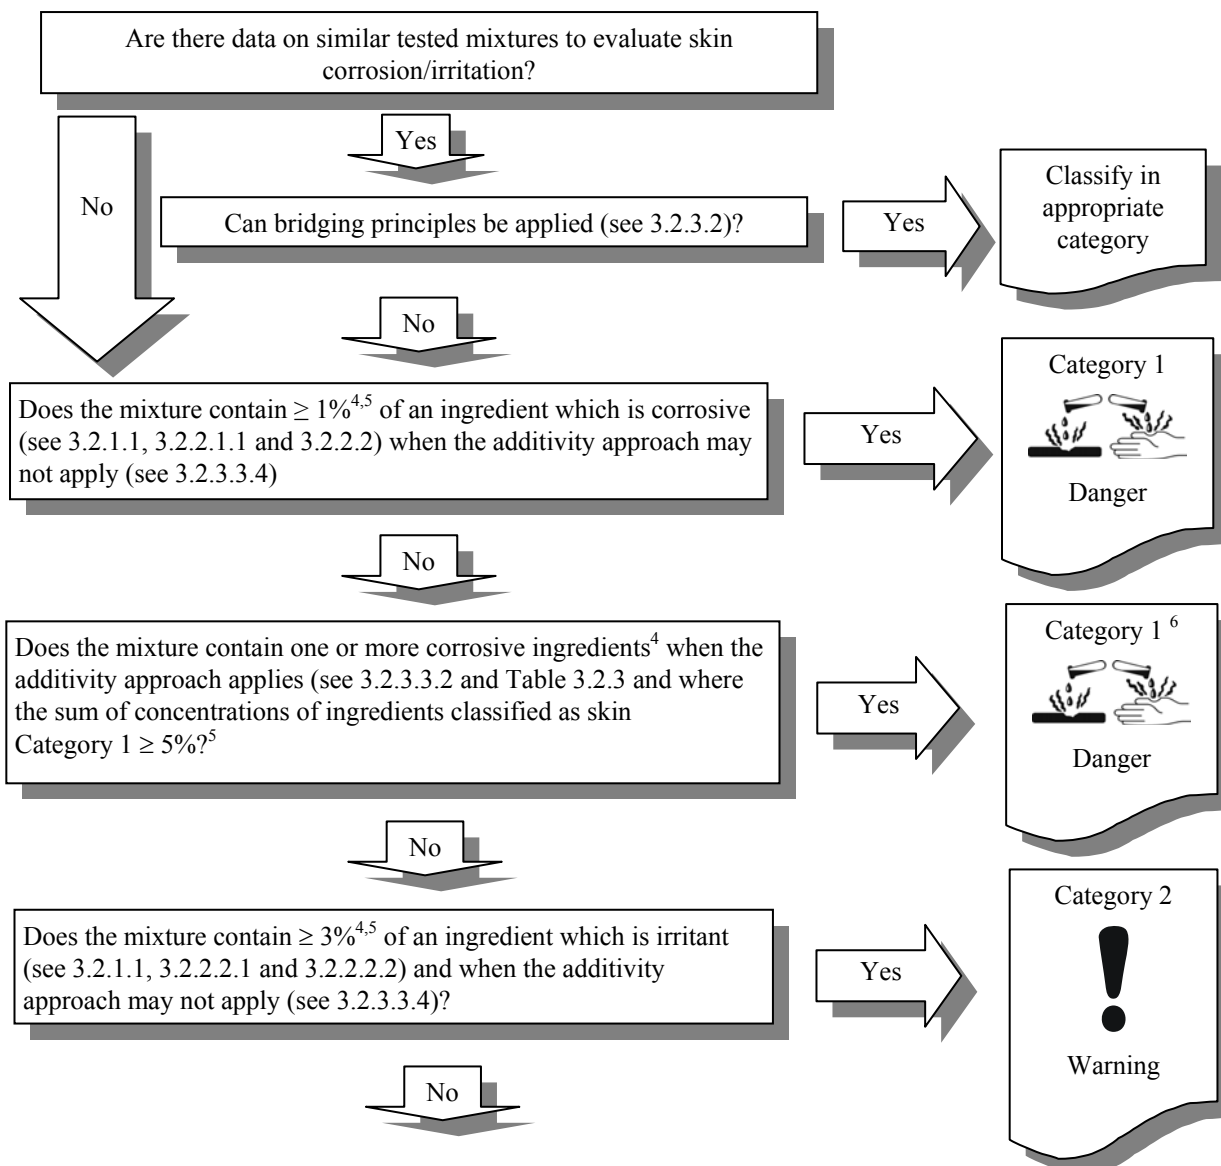 Are there data on similar tested mixtures to evaluate skin
corrosion/irritation?
Yes
No
Can bridging principles be applied (see 3.2.3.2)?
Yes
Classify in
appropriate
category
No
Does the mixture contain ≥ 1%4,5 of an ingredient which is corrosive
(see 3.2.1.1, 3.2.2.1.1 and 3.2.2.2) when the additivity approach may
not apply (see 3.2.3.3.4)
Yes
Category 1
Danger
No
Does the mixture contain one or more corrosive ingredients4 when the
additivity approach applies (see 3.2.3.3.2 and Table 3.2.3 and where
the sum of concentrations of ingredients classified as skin
Category 1 ≥ 5%?5
Yes
Category 1 6
Danger
No
Does the mixture contain ≥ 3%4,5 of an ingredient which is irritant
(see 3.2.1.1, 3.2.2.2.1 and 3.2.2.2.2) and when the additivity
approach may not apply (see 3.2.3.3.4)?
Yes
Category 2
Warning
No